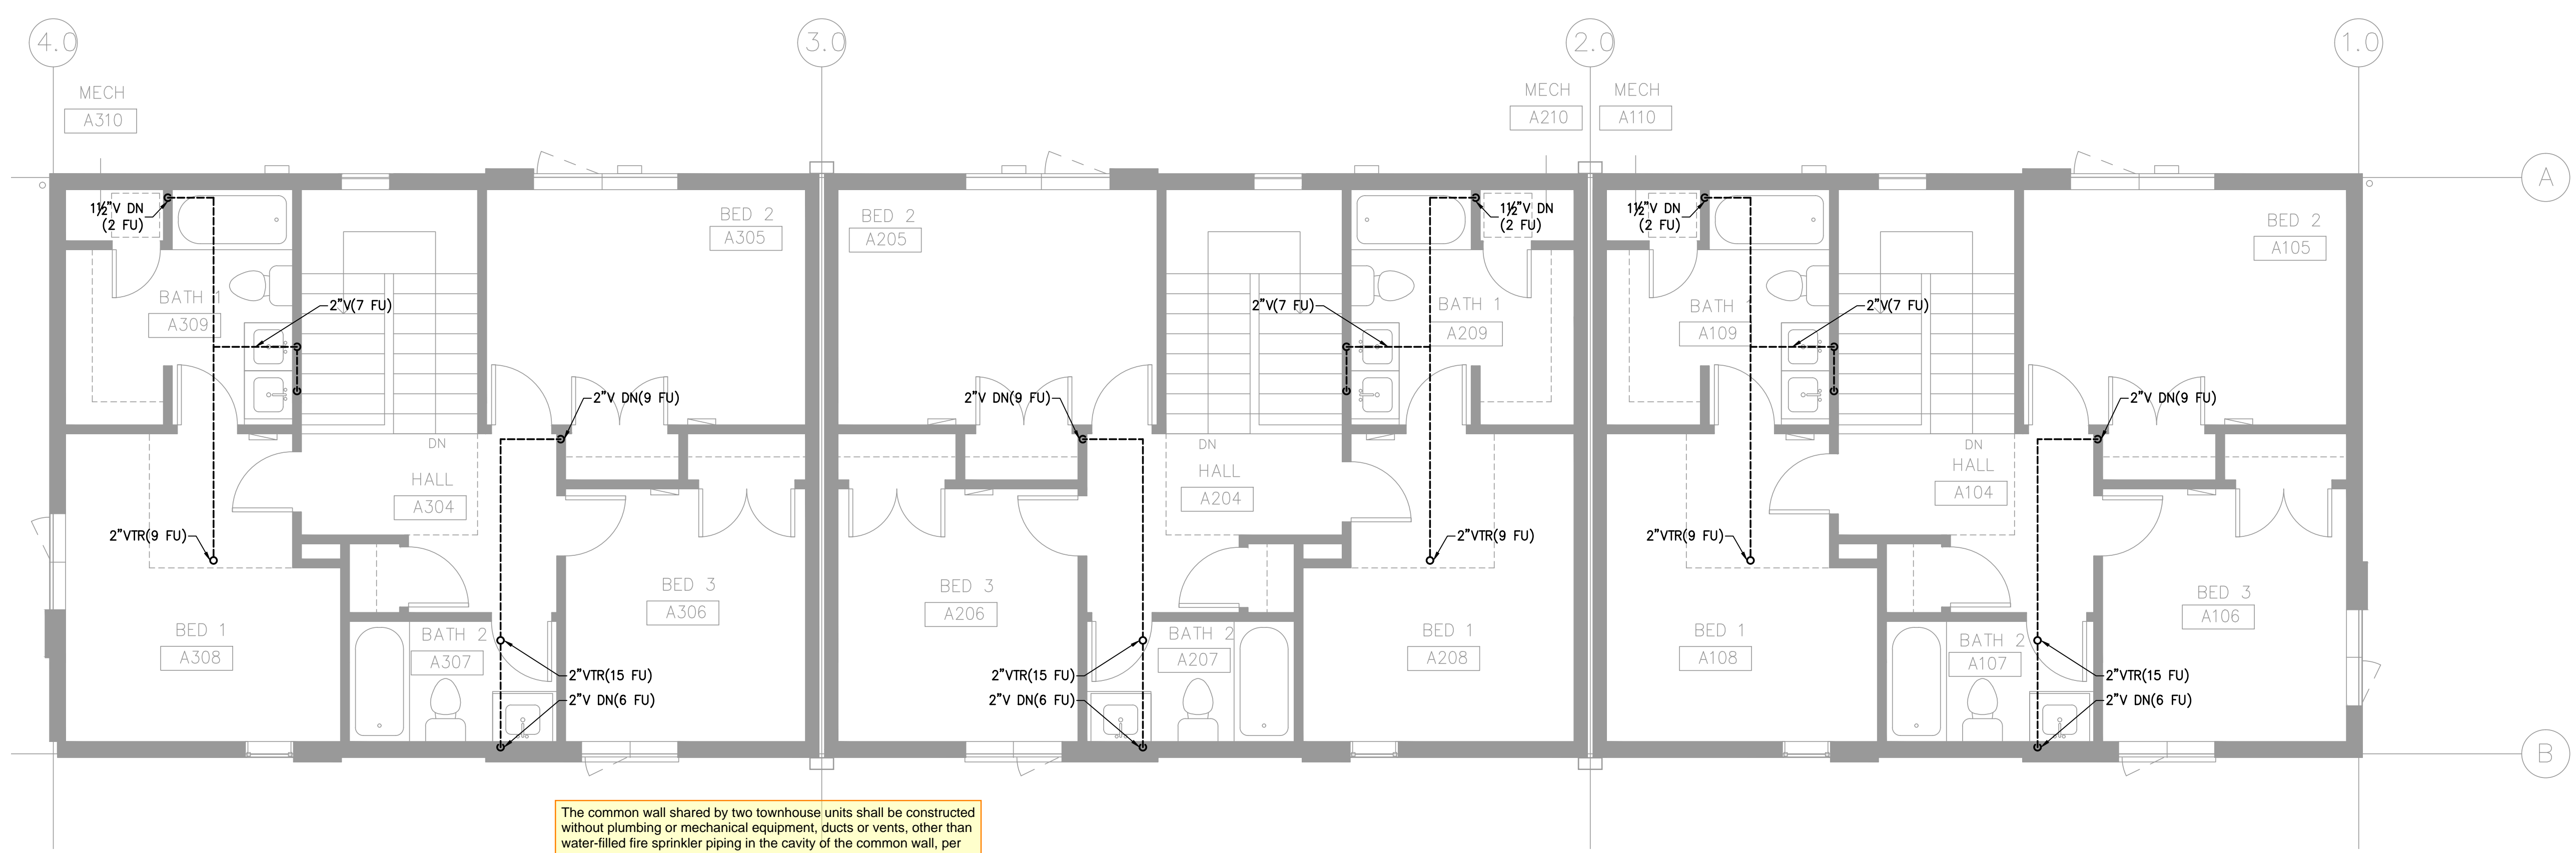 4.0
3.0
2.0
1.0
MECH
A310
MECH
A210
MECH
A110
A
1½"V DN
(2 FU)
BED 2
A305
BED 2
A205
1½"V DN
(2 FU)
1½"V DN
(2 FU)
BED 2
A105
BATH 1
A309
2"V(7 FU)
2"V(7 FU)
BATH 1
A209
BATH 1
A109
2"V(7 FU)
2"V DN(9 FU)
2"V DN(9 FU)
2"V DN(9 FU)
DN
DN
DN
HALL
A304
HALL
A204
HALL
A104
2"VTR(9 FU)
2"VTR(9 FU)
2"VTR(9 FU)
BED 3
A306
BED 3
A206
BED 3
A106
BED 1
A308
BATH 2
A307
BATH 2
A207
BED 1
A208
BED 1
A108
BATH 2
A107
2"VTR(15 FU)
2"V DN(6 FU)
2"VTR(15 FU)
2"V DN(6 FU)
2"VTR(15 FU)
2"V DN(6 FU)
B
The common wall shared by two townhouse units shall be constructed
without plumbing or mechanical equipment, ducts or vents, other than
water-filled fire sprinkler piping in the cavity of the common wall, per